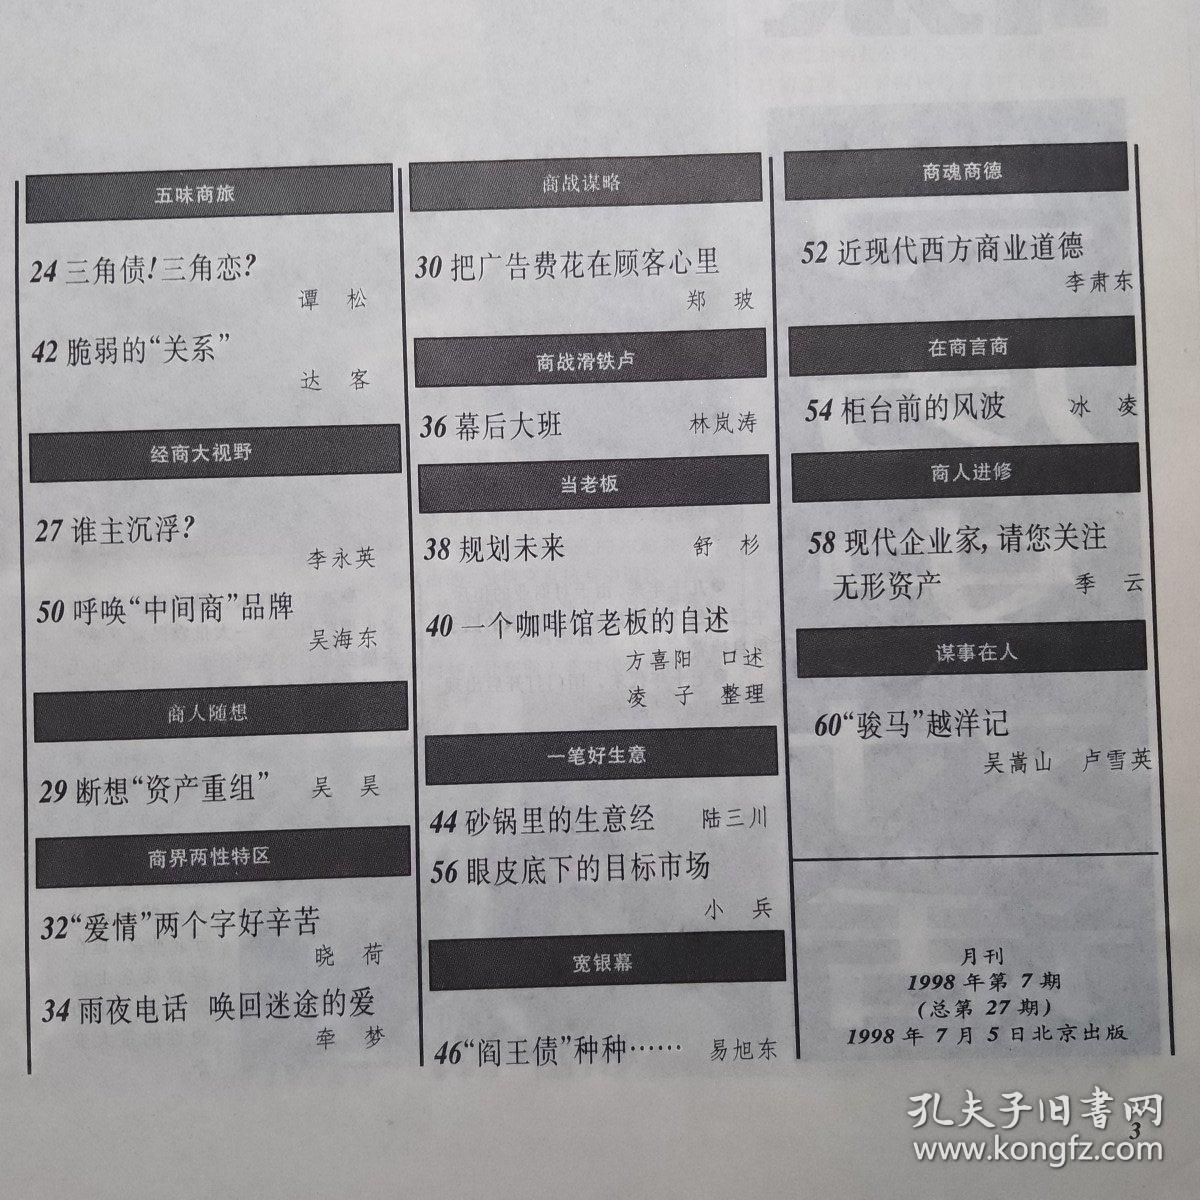 五味商旅
24 三角债!三角恋?
谭 松
42 脆弱的“关系”
达 客
经商大视野
27 谁主沉浮?
李永英
50 呼唤“中间商”品牌
吴海东
商人随想
29 断想“资产重组” 吴 昊
商界两性特区
32 “爱情”两个字好辛苦
晓 荷
34 雨夜电话 唤回迷途的爱
牵 梦
商战谋略
30 把广告费花在顾客心里
郑 玻
商战滑铁卢
36 幕后大班 林岚涛
当老板
38 规划未来 舒 杉
40 一个咖啡馆老板的自述
方喜阳 口述
凌 子 整理
一笔好生意
44 砂锅里的生意经 陆三川
56 眼皮底下的目标市场
小 兵
宽银幕
46 “阎王债”种种…… 易旭东
商魂商德
52 近现代西方商业道德
李肃东
在商言商
54 柜台前的风波 冰 凌
商人进修
58 现代企业家,请您关注
无形资产 季 云
谋事在人
60 “骏马”越洋记
吴嵩山 卢雪英
月刊
1998 年第 7 期
(总第 27 期)
1998 年 7 月 5 日北京出版
3
孔夫子旧书网
www.kongfz.com